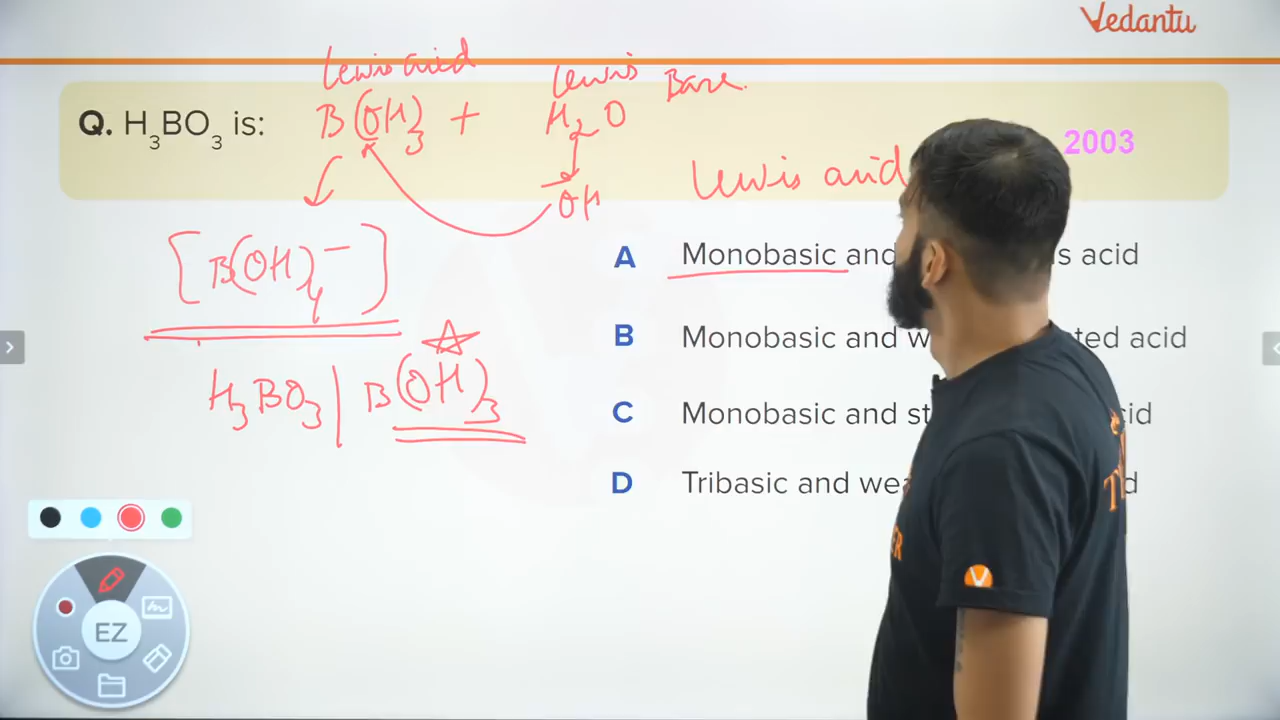 Vedantu
Lewis acid
Lewis Base.
Q. H₃BO₃ is:
B(OH)₃ + H₂O
2003
Lewis acid
OH
[B(OH)₄⁻]
A Monobasic and s acid
B Monobasic and w ted acid
H₃BO₃ | B(OH)₃
C Monobasic and st cid
D Tribasic and wea d
EZ